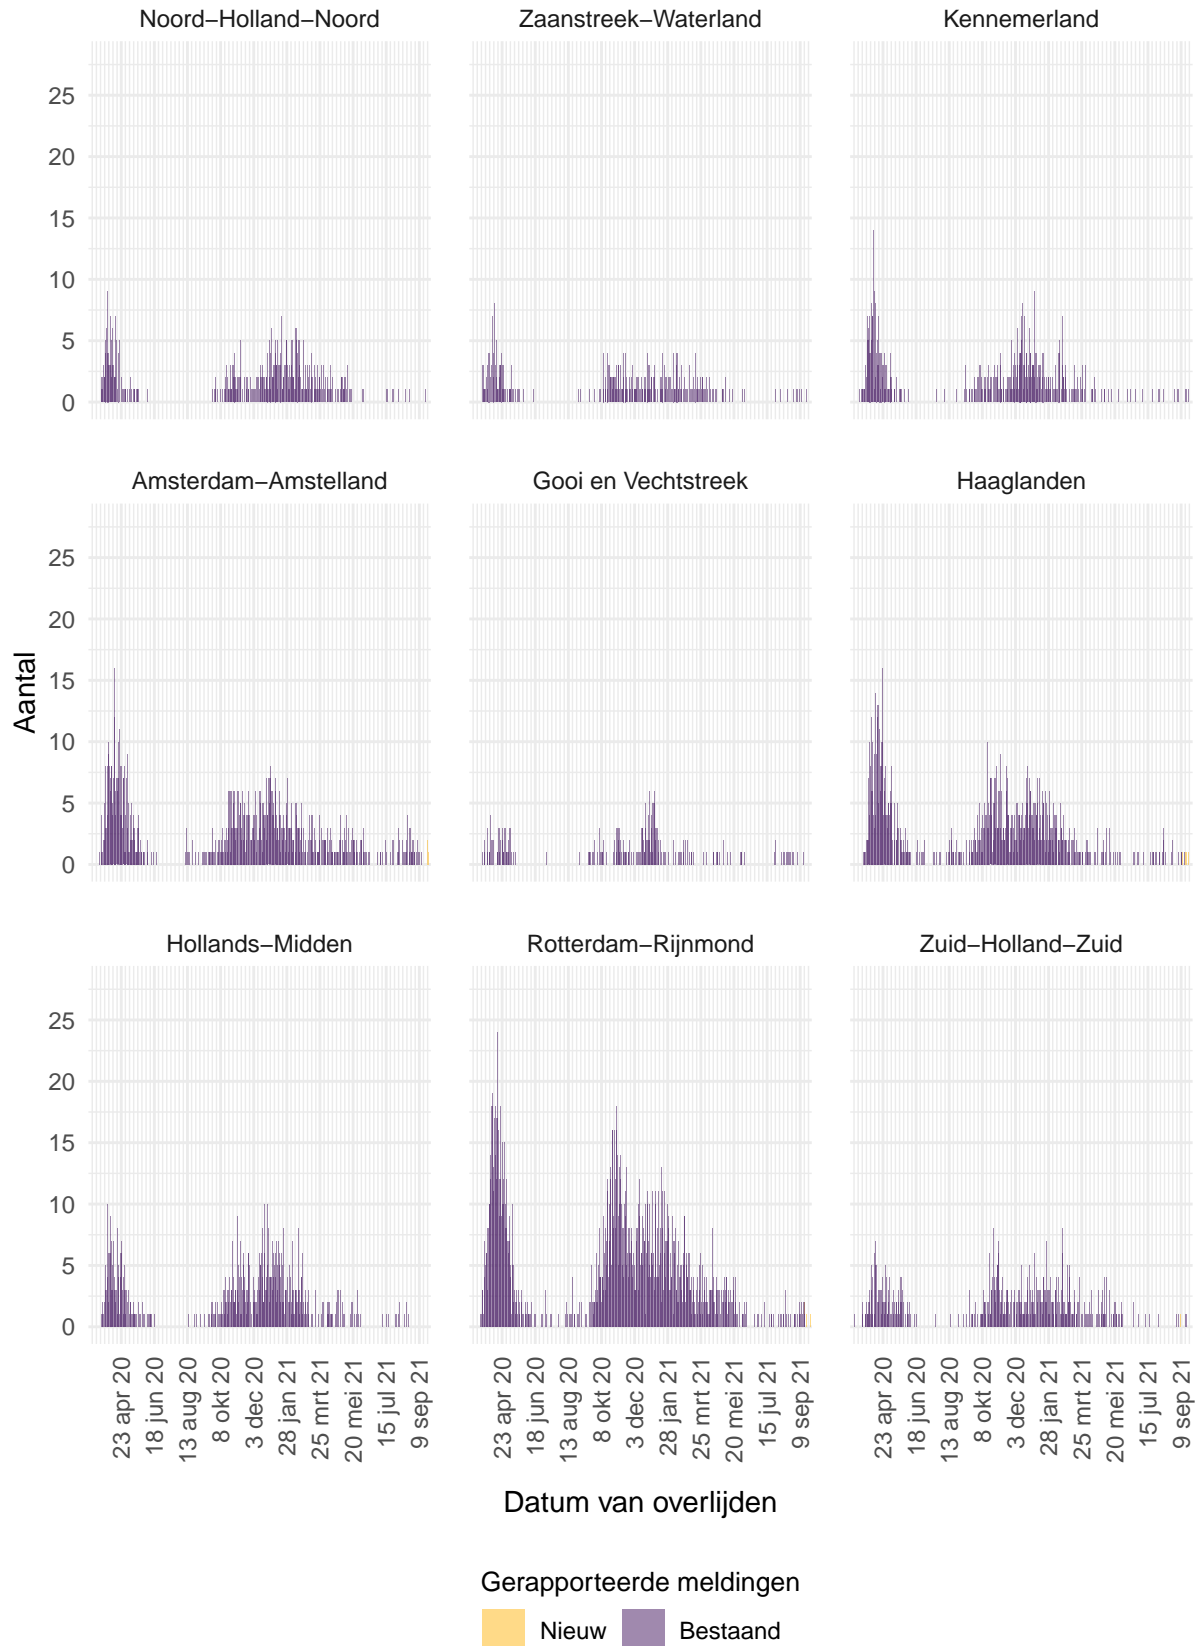 Noord−Holland−Noord Zaanstreek−Waterland Kennemerland
25
20
15
10
5
0
Amsterdam−Amstelland Gooi en Vechtstreek Haaglanden
25
20
15
10
5
0
Aantal
Hollands−Midden Rotterdam−Rijnmond Zuid−Holland−Zuid
25
20
15
10
5
0
23 apr 20 18 jun 20 13 aug 20 8 okt 20 3 dec 20 28 jan 21 25 mrt 21 20 mei 21 15 jul 21 9 sep 21 23 apr 20 18 jun 20 13 aug 20 8 okt 20 3 dec 20 28 jan 21 25 mrt 21 20 mei 21 15 jul 21 9 sep 21 23 apr 20 18 jun 20 13 aug 20 8 okt 20 3 dec 20 28 jan 21 25 mrt 21 20 mei 21 15 jul 21 9 sep 21
Datum van overlijden
Gerapporteerde meldingen
Nieuw Bestaand